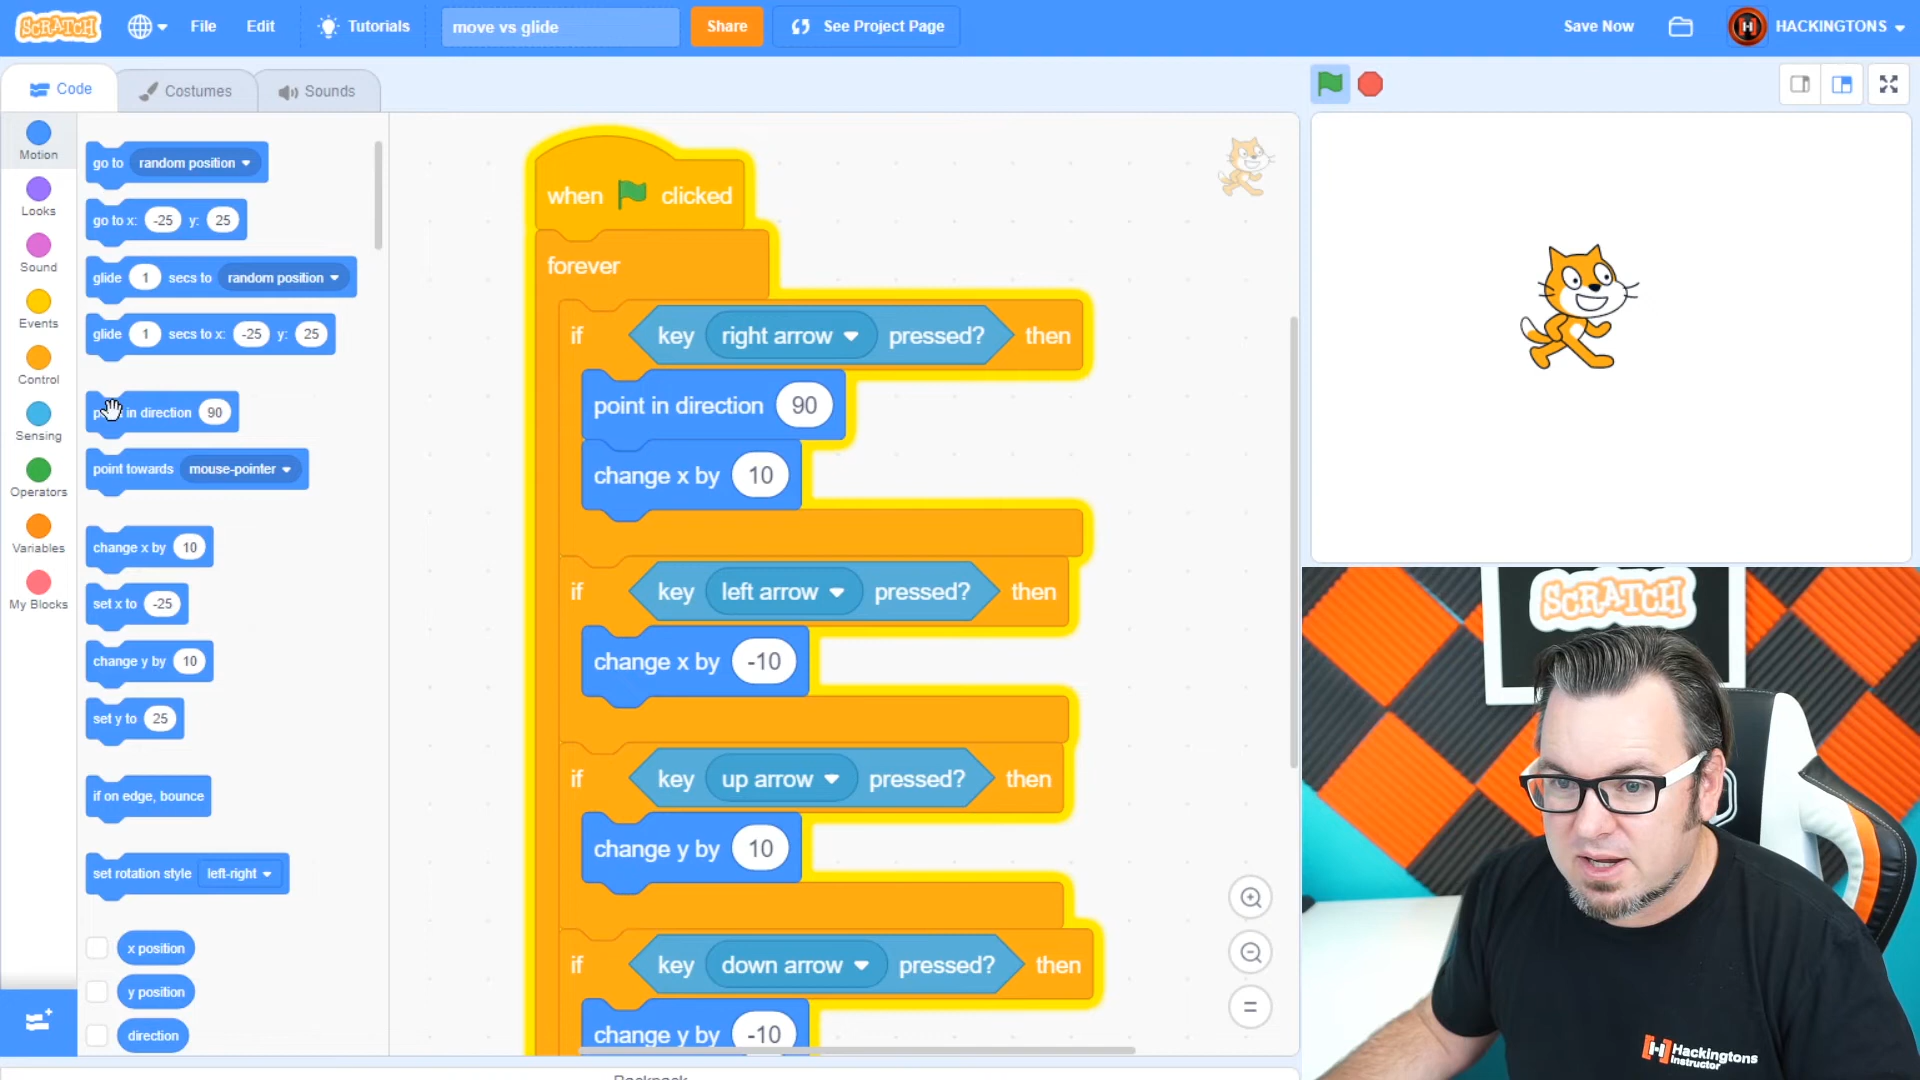 SCRATCH File Edit Tutorials move vs glide Share See Project Page Save Now HACKINGTONS
Code Costumes Sounds
Motion
Looks
Sound
Events
Control
Sensing
Operators
Variables
My Blocks
go to random position
go to x: -25 y: 25
glide 1 secs to random position
glide 1 secs to x: -25 y: 25
in direction 90
point towards mouse-pointer
change x by 10
set x to -25
change y by 10
set y to 25
if on edge, bounce
set rotation style left-right
x position
y position
direction
when clicked
forever
if key right arrow pressed? then
point in direction 90
change x by 10
if key left arrow pressed? then
change x by -10
if key up arrow pressed? then
change y by 10
if key down arrow pressed? then
change y by -10
SCRATCH
Hackingtons
Instructor